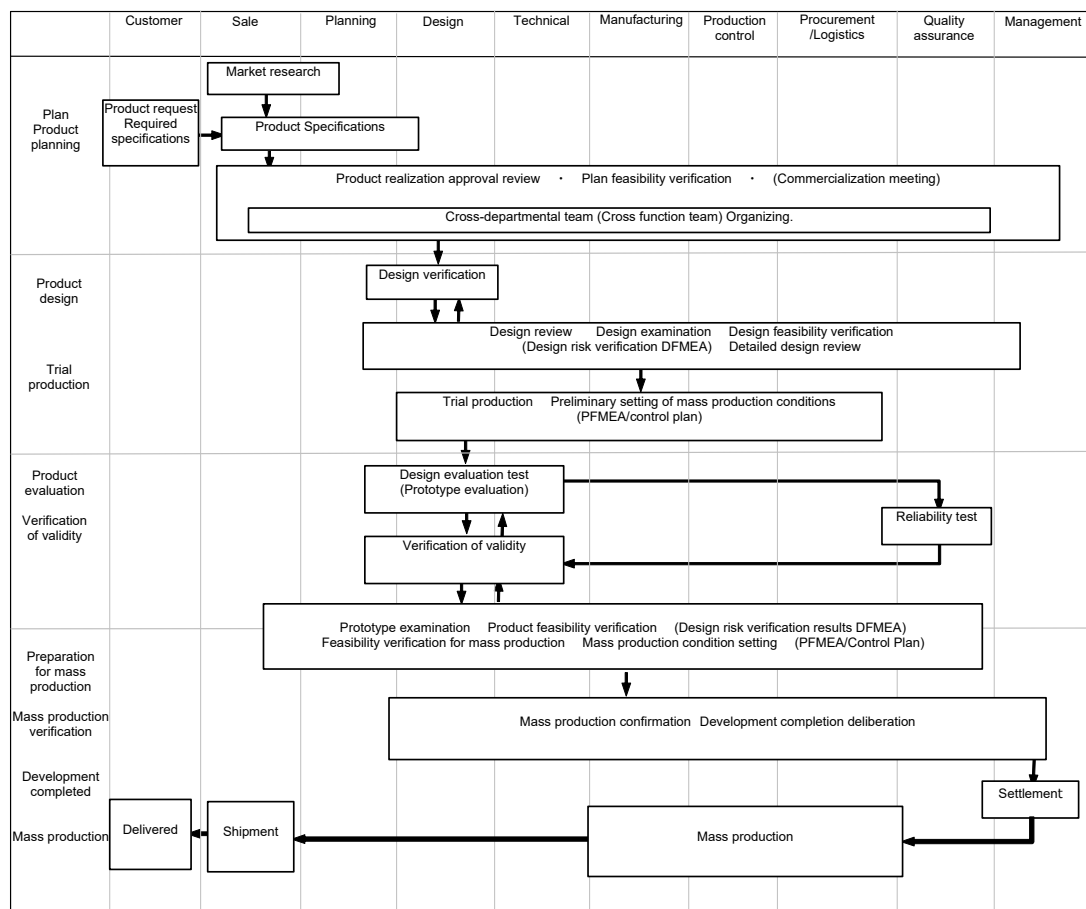 Customer
Sale
Planning
Design
Technical
Manufacturing
Production
control
Procurement
/Logistics
Quality
assurance
Management
Plan
Product
planning
Market research
Product request
Required
specifications
Product Specifications
Product realization approval review ・ Plan feasibility verification ・ (Commercialization meeting)
Cross-departmental team (Cross function team) Organizing.
Product
design
Design verification
Design review Design examination Design feasibility verification
(Design risk verification DFMEA) Detailed design review
Trial
production
Trial production Preliminary setting of mass production conditions
(PFMEA/control plan)
Product
evaluation
Verification
of validity
Design evaluation test
(Prototype evaluation)
Reliability test
Verification of validity
Prototype examination Product feasibility verification (Design risk verification results DFMEA)
Feasibility verification for mass production Mass production condition setting (PFMEA/Control Plan)
Preparation
for mass
production
Mass production
verification
Mass production confirmation Development completion deliberation
Development
completed
Settlement
Mass production
Delivered
Shipment
Mass production